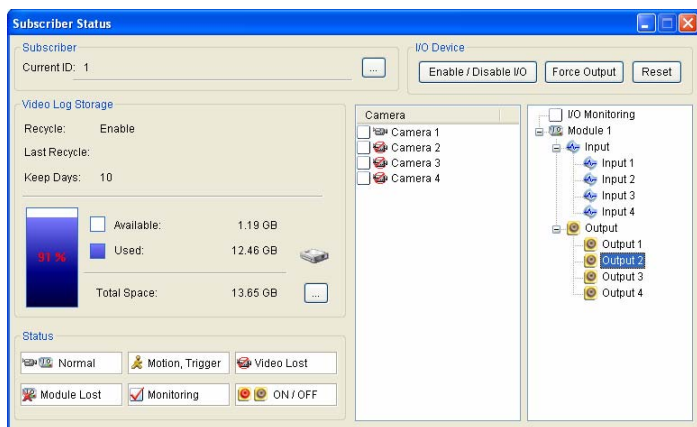 Subscriber Status
Subscriber
Current ID: 1
...
I/O Device
Enable / Disable I/O
Force Output
Reset
Video Log Storage
Recycle: Enable
Last Recycle:
Keep Days: 10
91 %
Available: 1.19 GB
Used: 12.46 GB
Total Space: 13.65 GB
...
Status
Normal
Motion, Trigger
Video Lost
Module Lost
Monitoring
ON / OFF
Camera
Camera 1
Camera 2
Camera 3
Camera 4
I/O Monitoring
Module 1
Input
Input 1
Input 2
Input 3
Input 4
Output
Output 1
Output 2
Output 3
Output 4